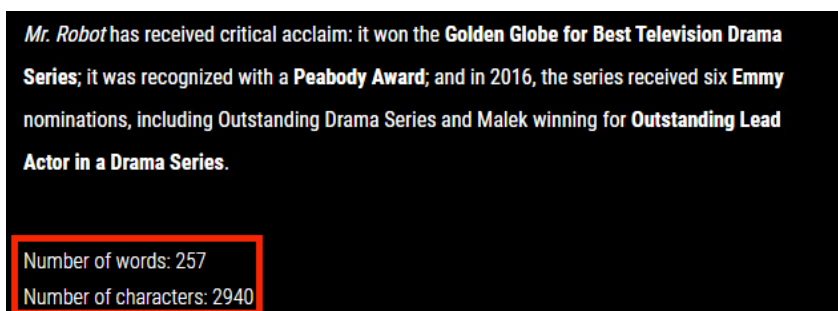 Mr. Robot has received critical acclaim: it won the Golden Globe for Best Television Drama
Series; it was recognized with a Peabody Award; and in 2016, the series received six Emmy
nominations, including Outstanding Drama Series and Malek winning for Outstanding Lead
Actor in a Drama Series.
Number of words: 257
Number of characters: 2940